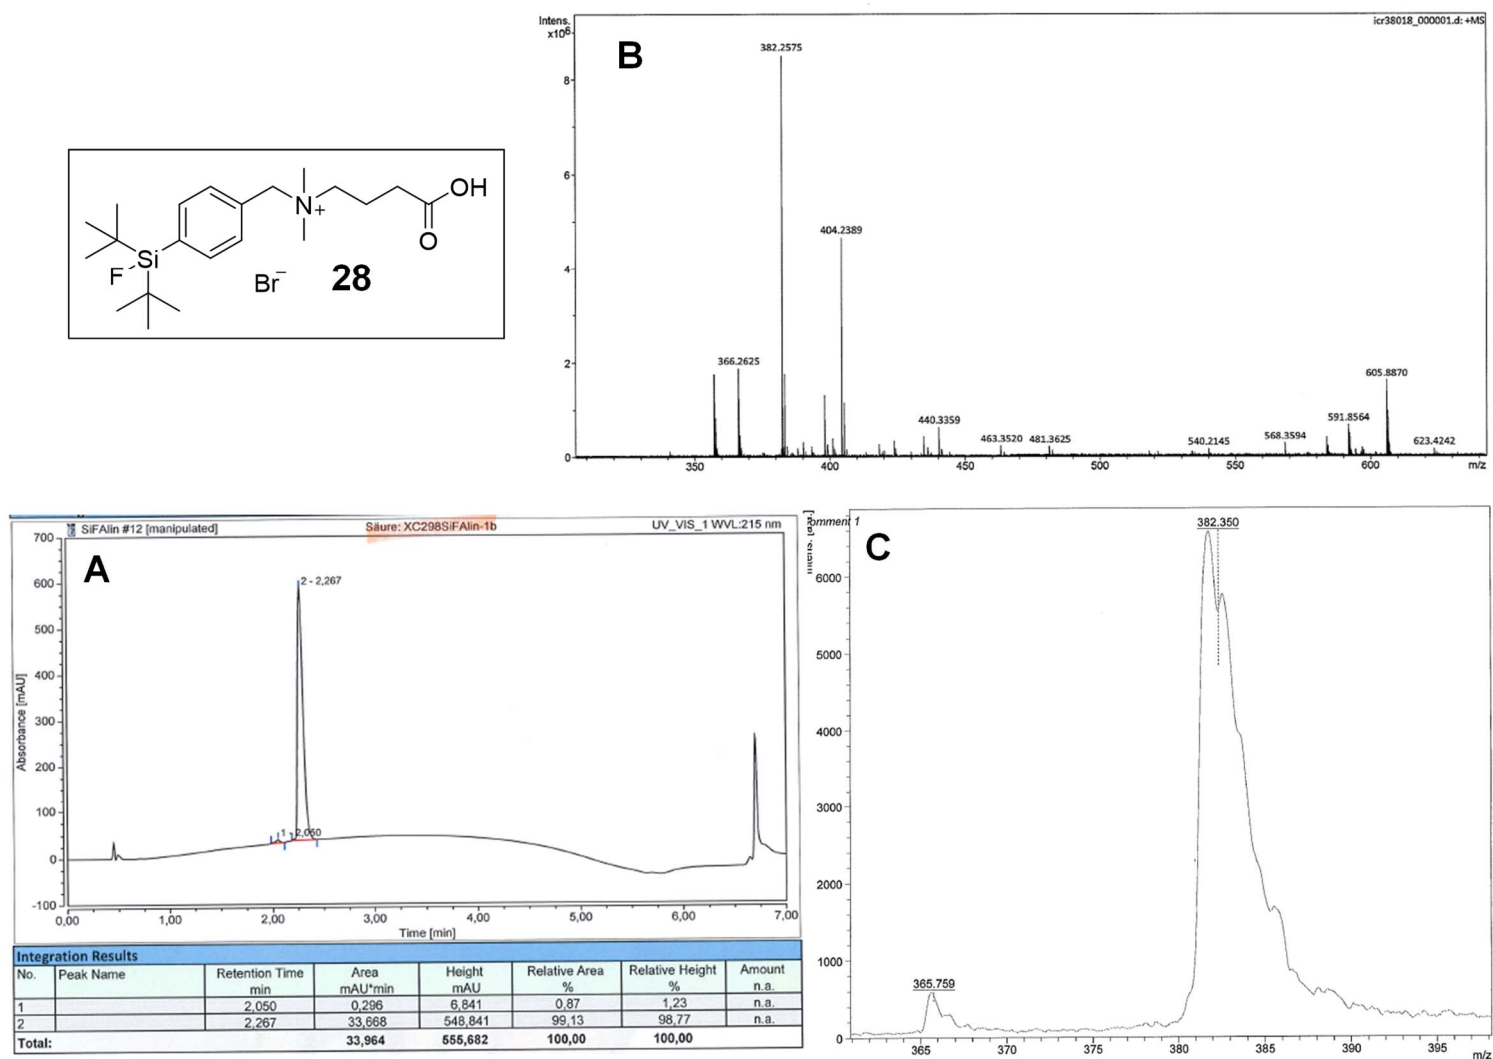 OH
N
+
O
Si
F
Br
−
28
Intens.
x10
6
icr38018_000001.d: +MS
B
8
6
4
2
0
382.2575
404.2389
366.2625
440.3359
463.3520
481.3625
540.2145
568.3594
591.8564
605.8870
623.4242
350 400 450 500 550 600 m/z
SiFAlin #12 [manipulated] Säure: XC298SiFAlin-1b UV_VIS_1 WVL:215 nm
A
Absorbance [mAU]
700
600
500
400
300
200
100
0
-100
2 - 2,267
1 2,050
0,00 1,00 2,00 3,00 4,00 5,00 6,00 7,00
Time [min]
Integration Results
No. Peak Name Retention Time Area Height Relative Area Relative Height Amount
min mAU*min mAU % % n.a.
1 2,050 0,296 6,841 0,87 1,23 n.a.
2 2,267 33,668 548,841 99,13 98,77 n.a.
Total: 33,964 555,682 100,00 100,00
omment 1
C
382.350
365.759
6000
5000
4000
3000
2000
1000
0
365 370 375 380 385 390 395
m/z